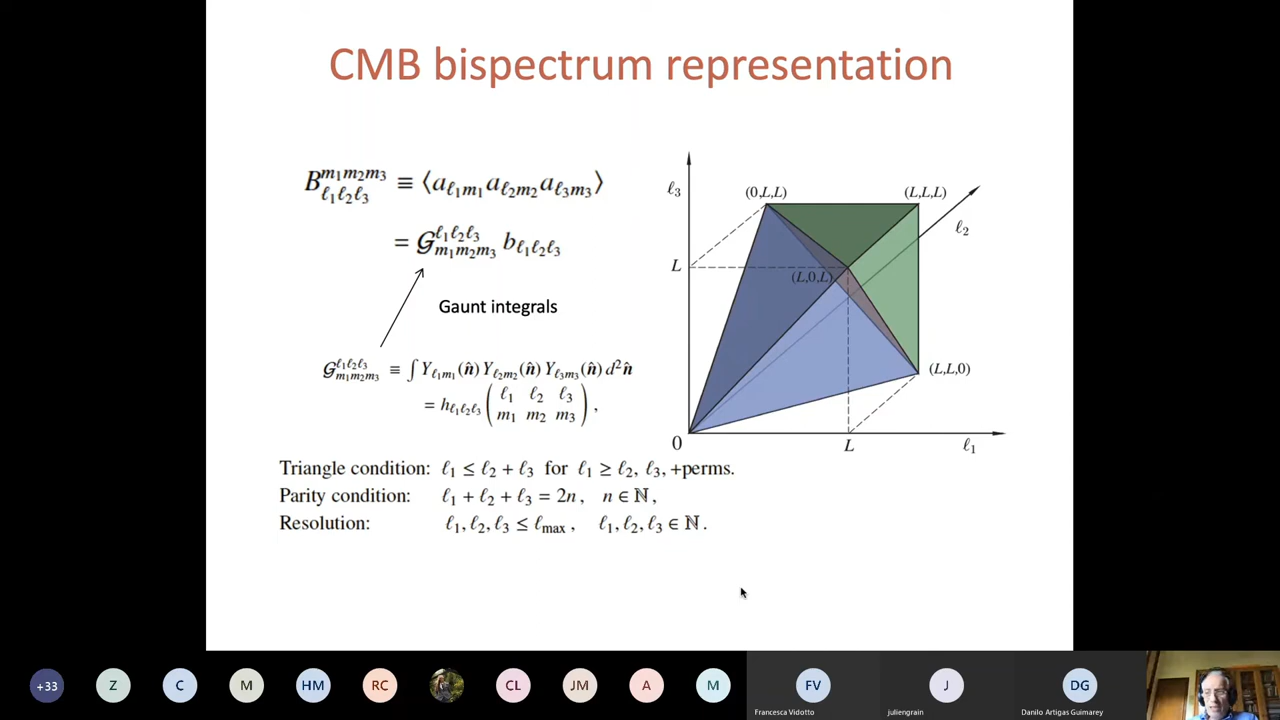 CMB bispectrum representation
B^{m₁m₂m₃}_{ℓ₁ℓ₂ℓ₃} ≡ ⟨a_{ℓ₁m₁} a_{ℓ₂m₂} a_{ℓ₃m₃}⟩
= 𝒢^{ℓ₁ℓ₂ℓ₃}_{m₁m₂m₃} b_{ℓ₁ℓ₂ℓ₃}
Gaunt integrals
𝒢^{ℓ₁ℓ₂ℓ₃}_{m₁m₂m₃} ≡ ∫ Y_{ℓ₁m₁}(n̂) Y_{ℓ₂m₂}(n̂) Y_{ℓ₃m₃}(n̂) d²n̂
= h_{ℓ₁ℓ₂ℓ₃} ( ℓ₁ ℓ₂ ℓ₃
m₁ m₂ m₃ ) ,
ℓ₃
(0,L,L)
(L,L,L)
ℓ₂
L
(L,0,L)
(L,L,0)
0
L
ℓ₁
Triangle condition: ℓ₁ ≤ ℓ₂ + ℓ₃ for ℓ₁ ≥ ℓ₂, ℓ₃, +perms.
Parity condition: ℓ₁ + ℓ₂ + ℓ₃ = 2n , n ∈ ℕ ,
Resolution: ℓ₁, ℓ₂, ℓ₃ ≤ ℓ_max , ℓ₁, ℓ₂, ℓ₃ ∈ ℕ .
+33 Z C M HM RC CL JM A M FV J DG
Francesca Vidotto juliengrain Danilo Artigas Guimarey